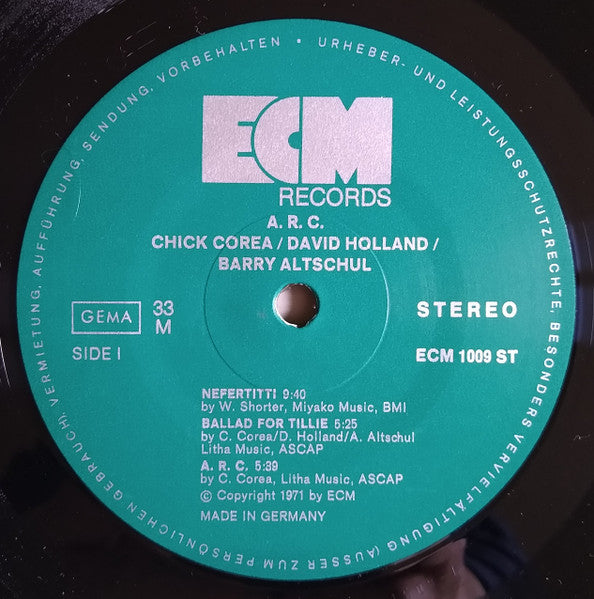 URHEBER- UND LEISTUNGSSCHUTZRECHTE, BESONDERS VERVIELFÄLTIGUNG (AUSSER ZUM PERSÖNLICHEN GEBRAUCH), VERMIETUNG, AUFFÜHRUNG, SENDUNG, VORBEHALTEN •
ECM
RECORDS
A. R. C.
CHICK COREA / DAVID HOLLAND /
BARRY ALTSCHUL
GEMA 33 M STEREO
SIDE I ECM 1009 ST
NEFERTITTI 9:40
by W. Shorter, Miyako Music, BMI
BALLAD FOR TILLIE 5:25
by C. Corea/D. Holland/A. Altschul
Litha Music, ASCAP
A. R. C. 5:39
by C. Corea, Litha Music, ASCAP
© Copyright 1971 by ECM
MADE IN GERMANY